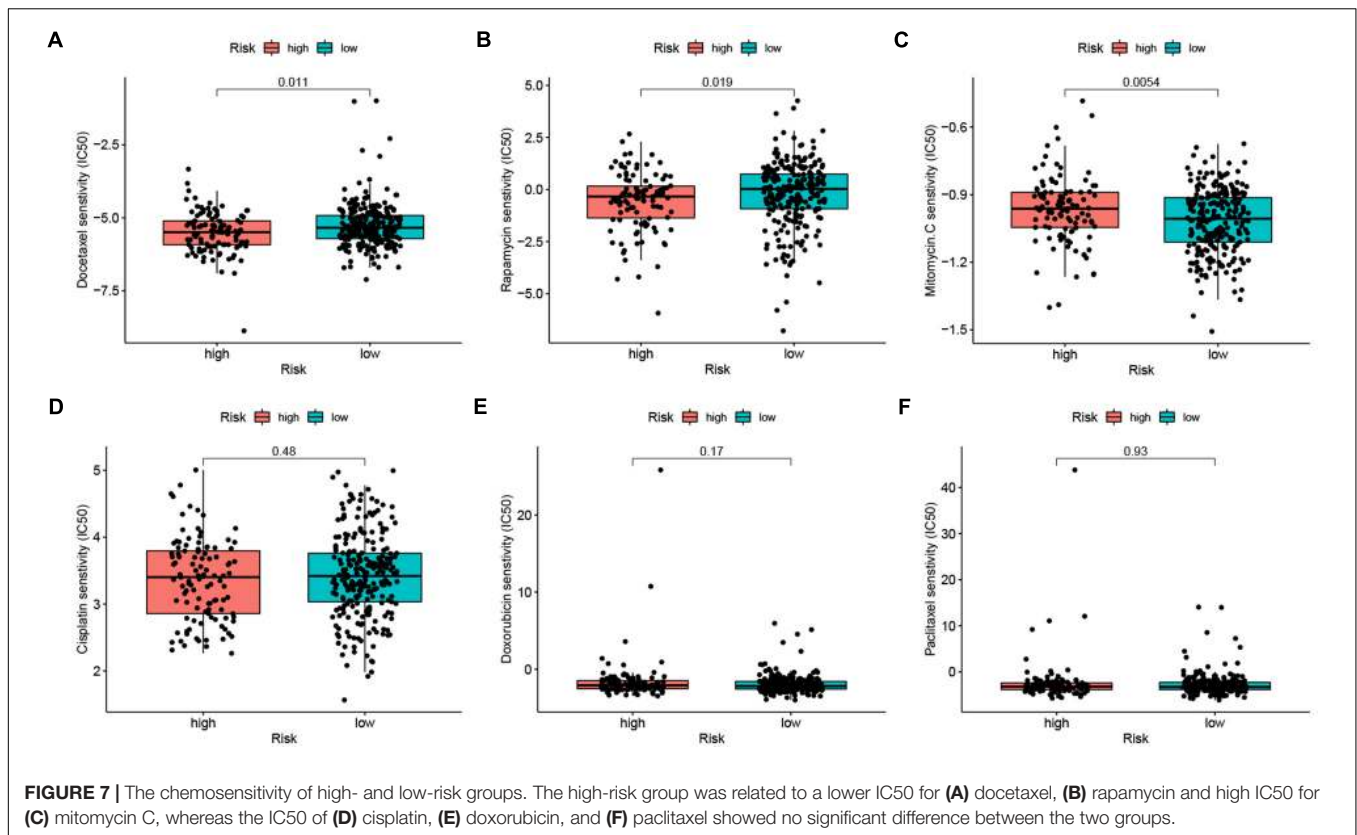 A
Risk high low
0.011
Docetaxel senstivity (IC50)
−2.5
−5.0
−7.5
high low
Risk
B
Risk high low
0.019
Rapamycin senstivity (IC50)
5.0
2.5
0.0
−2.5
−5.0
high low
Risk
C
Risk high low
0.0054
Mitomycin.C senstivity (IC50)
−0.6
−0.9
−1.2
−1.5
high low
Risk
D
Risk high low
0.48
Cisplatin senstivity (IC50)
5
4
3
2
high low
Risk
E
Risk high low
0.17
Doxorubicin senstivity (IC50)
20
10
0
high low
Risk
F
Risk high low
0.93
Paclitaxel senstivity (IC50)
40
30
20
10
0
high low
Risk
FIGURE 7 | The chemosensitivity of high- and low-risk groups. The high-risk group was related to a lower IC50 for (A) docetaxel, (B) rapamycin and high IC50 for
(C) mitomycin C, whereas the IC50 of (D) cisplatin, (E) doxorubicin, and (F) paclitaxel showed no significant difference between the two groups.